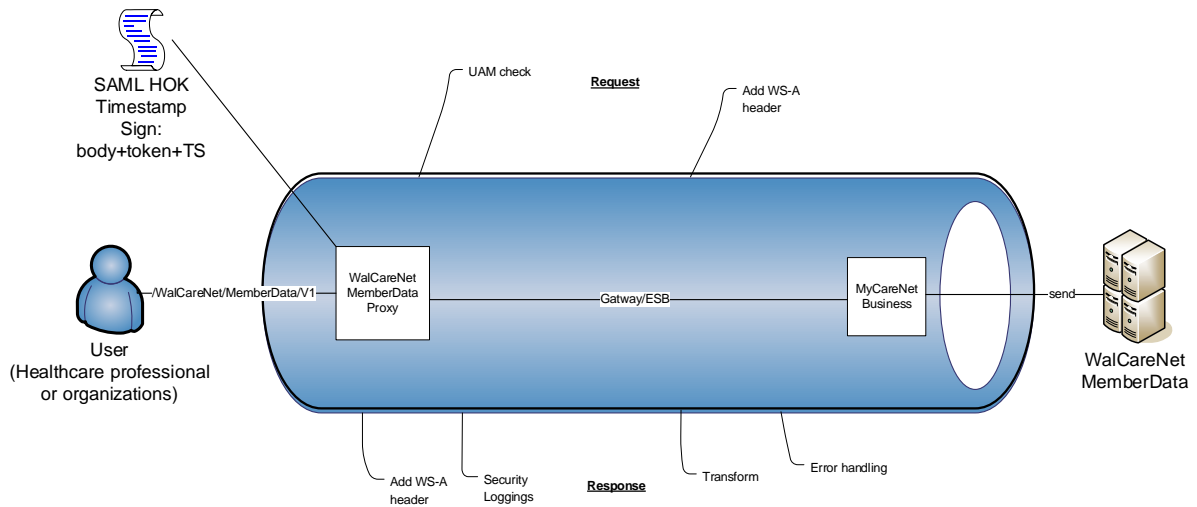 SAML HOK
Timestamp
Sign:
body+token+TS
UAM check
Request
Add WS-A
header
/WalCareNet/MemberData/V1
WalCareNet
MemberData
Proxy
Gatway/ESB
MyCareNet
Business
send
User
(Healthcare professional
or organizations)
WalCareNet
MemberData
Add WS-A
header
Security
Loggings
Response
Transform
Error handling